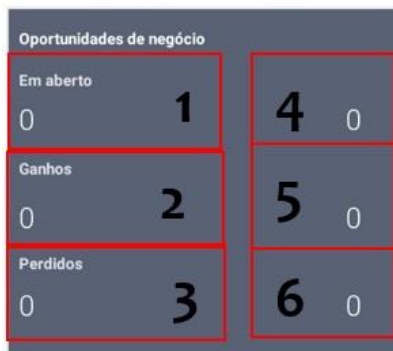 Oportunidades de negócio
Em aberto
0 1 4 0
Ganhos
0 2 5 0
Perdidos
0 3 6 0